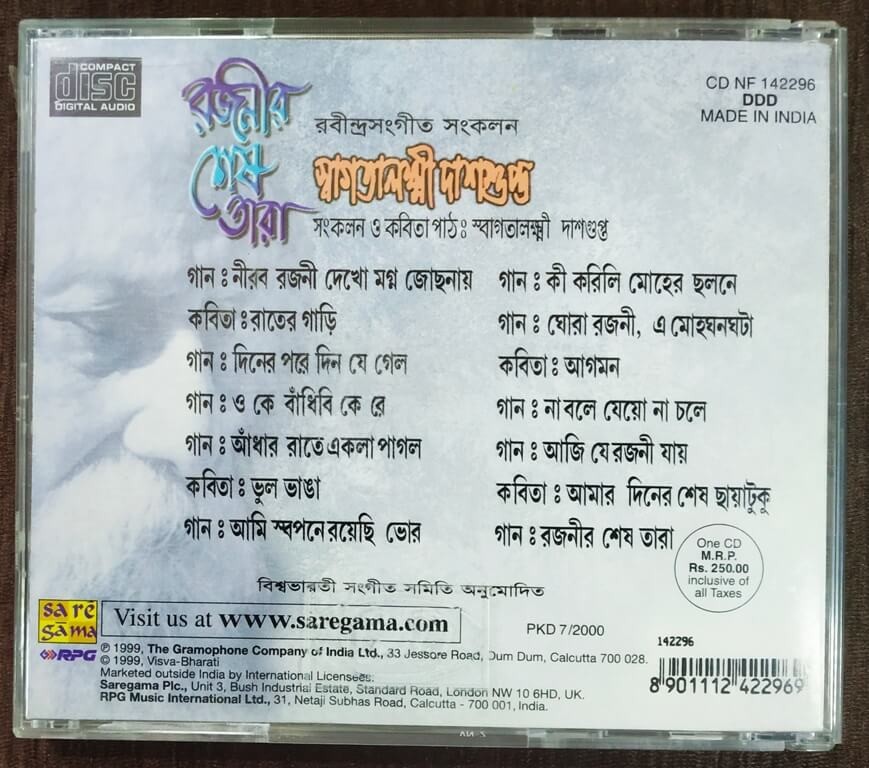 COMPACT
disc
DIGITAL AUDIO
রজনীর
শেষ
তারা
রবীন্দ্রসংগীত সংকলন
স্বাগতালক্ষ্মী দাশগুপ্ত
সংকলন ও কবিতা পাঠ : স্বাগতালক্ষ্মী দাশগুপ্ত
CD NF 142296
DDD
MADE IN INDIA
গান : নীরব রজনী দেখো মগ্ন জোছনায়
কবিতা : রাতের গাড়ি
গান : দিনের পরে দিন যে গেল
গান : ও কে বাঁধিবি কে রে
গান : আঁধার রাতে একলা পাগল
কবিতা : ভুল ভাঙা
গান : আমি স্বপনে রয়েছি ভোর
গান : কী করিলি মোহের ছলনে
গান : ঘোরা রজনী, এ মোহঘনঘটা
কবিতা : আগমন
গান : না বলে যেয়ো না চলে
গান : আজি যে রজনী যায়
কবিতা : আমার দিনের শেষ ছায়াটুকু
গান : রজনীর শেষ তারা
One CD
M.R.P.
Rs. 250.00
inclusive of
all Taxes
বিশ্বভারতী সংগীত সমিতি অনুমোদিত
sa re
ga ma
RPG
Visit us at www.saregama.com
PKD 7/2000
℗ 1999, The Gramophone Company of India Ltd., 33 Jessore Road, Dum Dum, Calcutta 700 028.
© 1999, Visva-Bharati
Marketed outside India by International Licensees:
Saregama Plc., Unit 3, Bush Industrial Estate, Standard Road, London NW 10 6HD, UK.
RPG Music International Ltd., 31, Netaji Subhas Road, Calcutta - 700 001, India.
142296
8 901112 422969